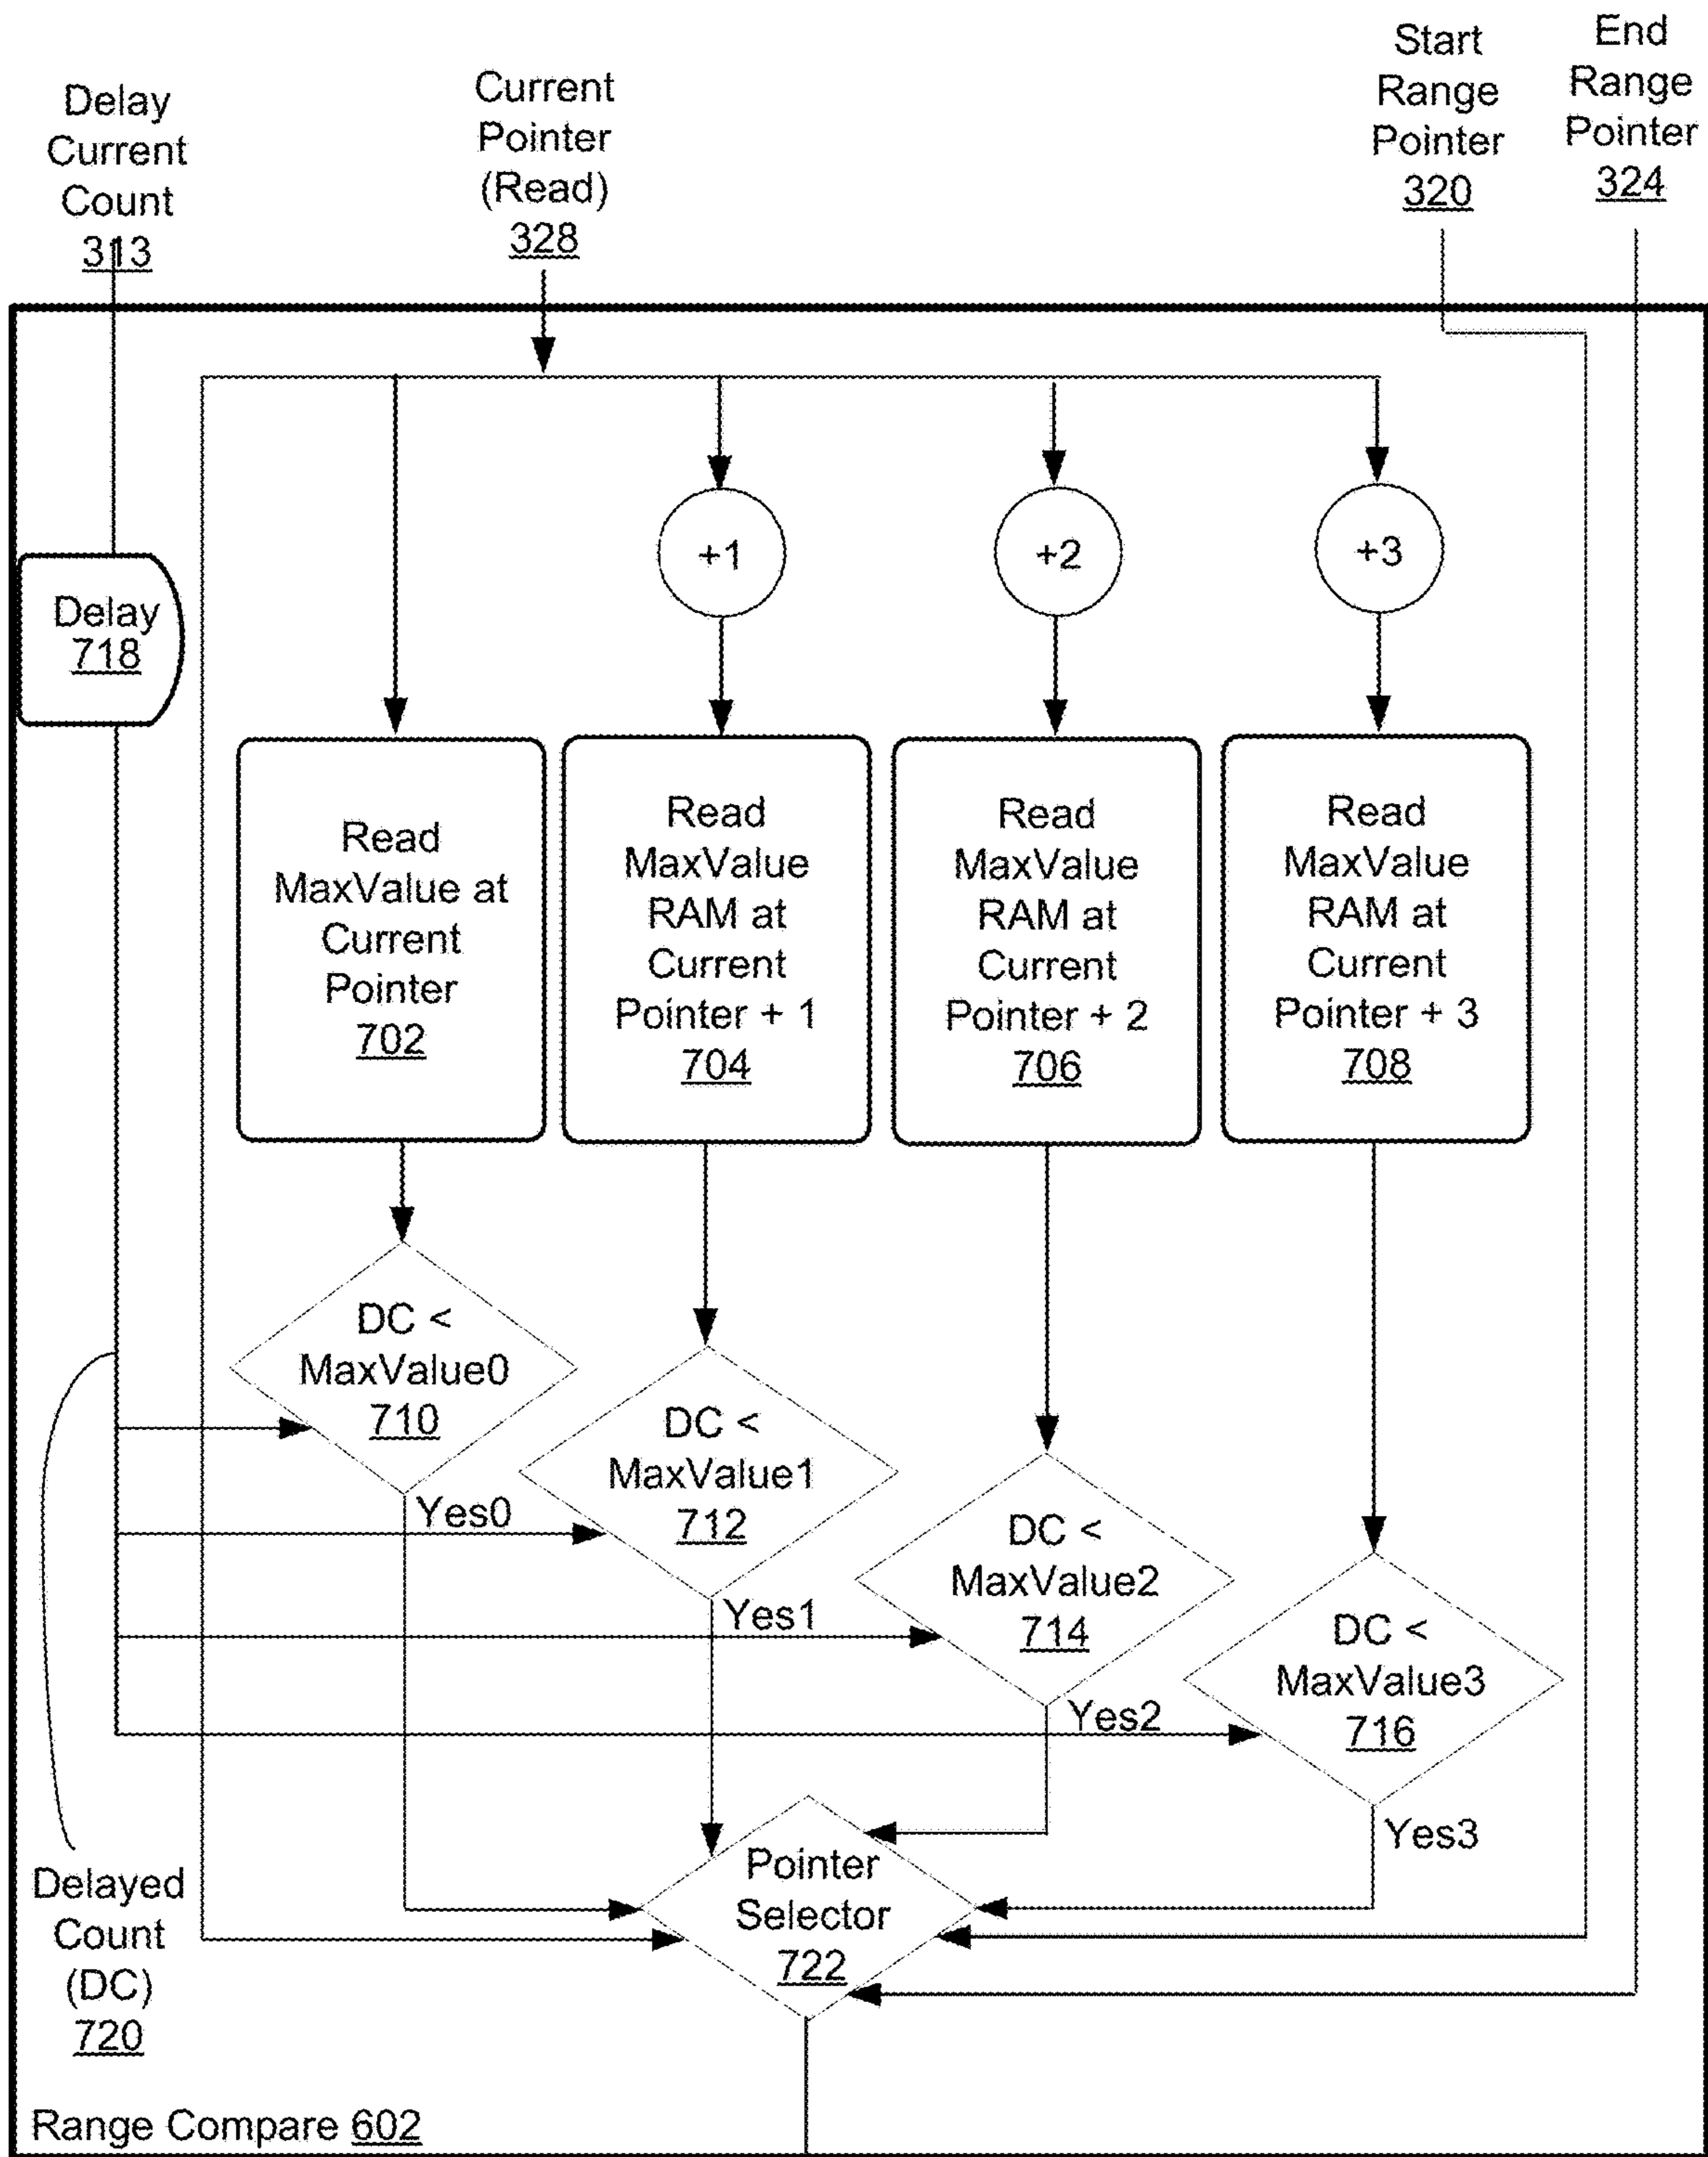 Delay
Current
Count
313
Current
Pointer
(Read)
328
Start
Range
Pointer
320
End
Range
Pointer
324
+1
+2
+3
Delay
718
Read
MaxValue at
Current
Pointer
702
Read
MaxValue
RAM at
Current
Pointer + 1
704
Read
MaxValue
RAM at
Current
Pointer + 2
706
Read
MaxValue
RAM at
Current
Pointer + 3
708
DC <
MaxValue0
710
Yes0
DC <
MaxValue1
712
Yes1
DC <
MaxValue2
714
Yes2
DC <
MaxValue3
716
Yes3
Pointer
Selector
722
Delayed
Count
(DC)
720
Range Compare 602